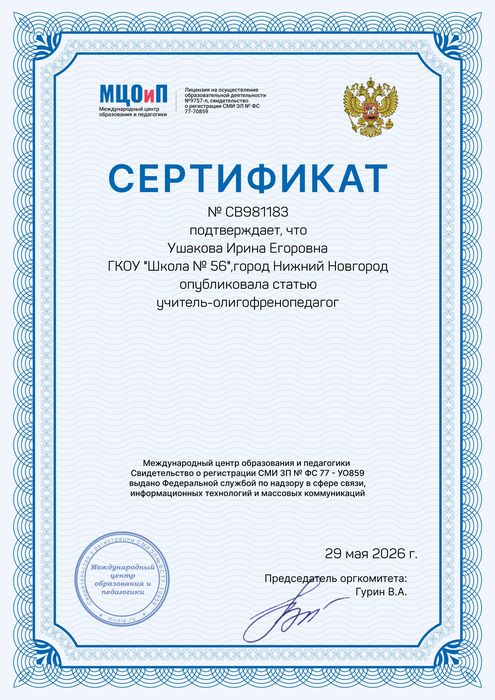 МЦОиП
Международный центр
образования и педагогики
Лицензия на осуществление
образовательной деятельности
№9757-л, свидетельство
о регистрации СМИ ЭЛ № ФС
77-70859
СЕРТИФИКАТ
№ СВ981183
подтверждает, что
Ушакова Ирина Егоровна
ГКОУ "Школа № 56",город Нижний Новгород
опубликовала статью
учитель-олигофренопедагог
Международный центр образования и педагогики
Свидетельство о регистрации СМИ ЗП № ФС 77 - УО859
выдано Федеральной службой по надзору в сфере связи,
информационных технологий и массовых коммуникаций
Международный
центр
образования и
педагогики
29 мая 2026 г.
Председатель оргкомитета:
Гурин В.А.